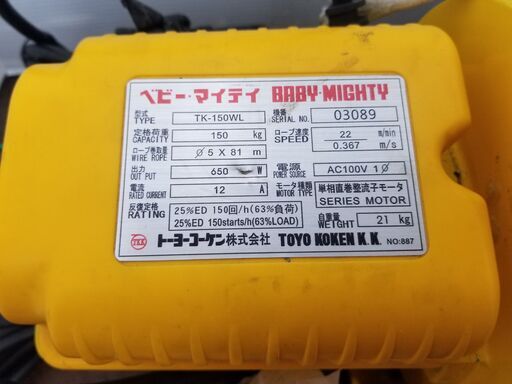 ベビー・マイティ BABY・MIGHTY
型式 TYPE TK-150WL 機番 SERIAL NO. 03089
定格荷重 CAPACITY 150 kg ロープ速度 SPEED 22 m/min 0.367 m/s
ロープ巻取量 WIRE ROPE ∅5 X 81 m
出力 OUT PUT 650 W 電源 POWER SOURCE AC100V 1∅
電流 RATED CURRENT 12 A モータ種類 MOTOR TYPE 単相直巻整流子モータ SERIES MOTOR
反復定格 RATING 25%ED 150回/h(63%負荷) 25%ED 150starts/h(63%LOAD) 自重量 WEIGHT 21 kg
TKK トーヨーコーケン株式会社 TOYO KOKEN K.K. NO:887